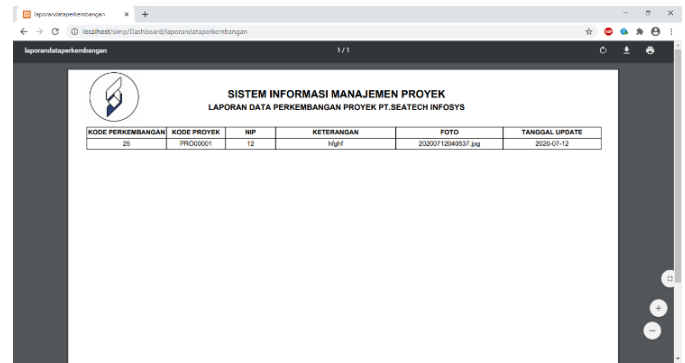 laporandataperkembangan
localhost/simp/Dashboard/laporandataperkembangan
laporandataperkembangan 1 / 1
SISTEM INFORMASI MANAJEMEN PROYEK
LAPORAN DATA PERKEMBANGAN PROYEK PT.SEATECH INFOSYS
KODE PERKEMBANGAN KODE PROYEK NIP KETERANGAN FOTO TANGGAL UPDATE
25 PRO00001 12 hfghf 20200712040537.jpg 2020-07-12